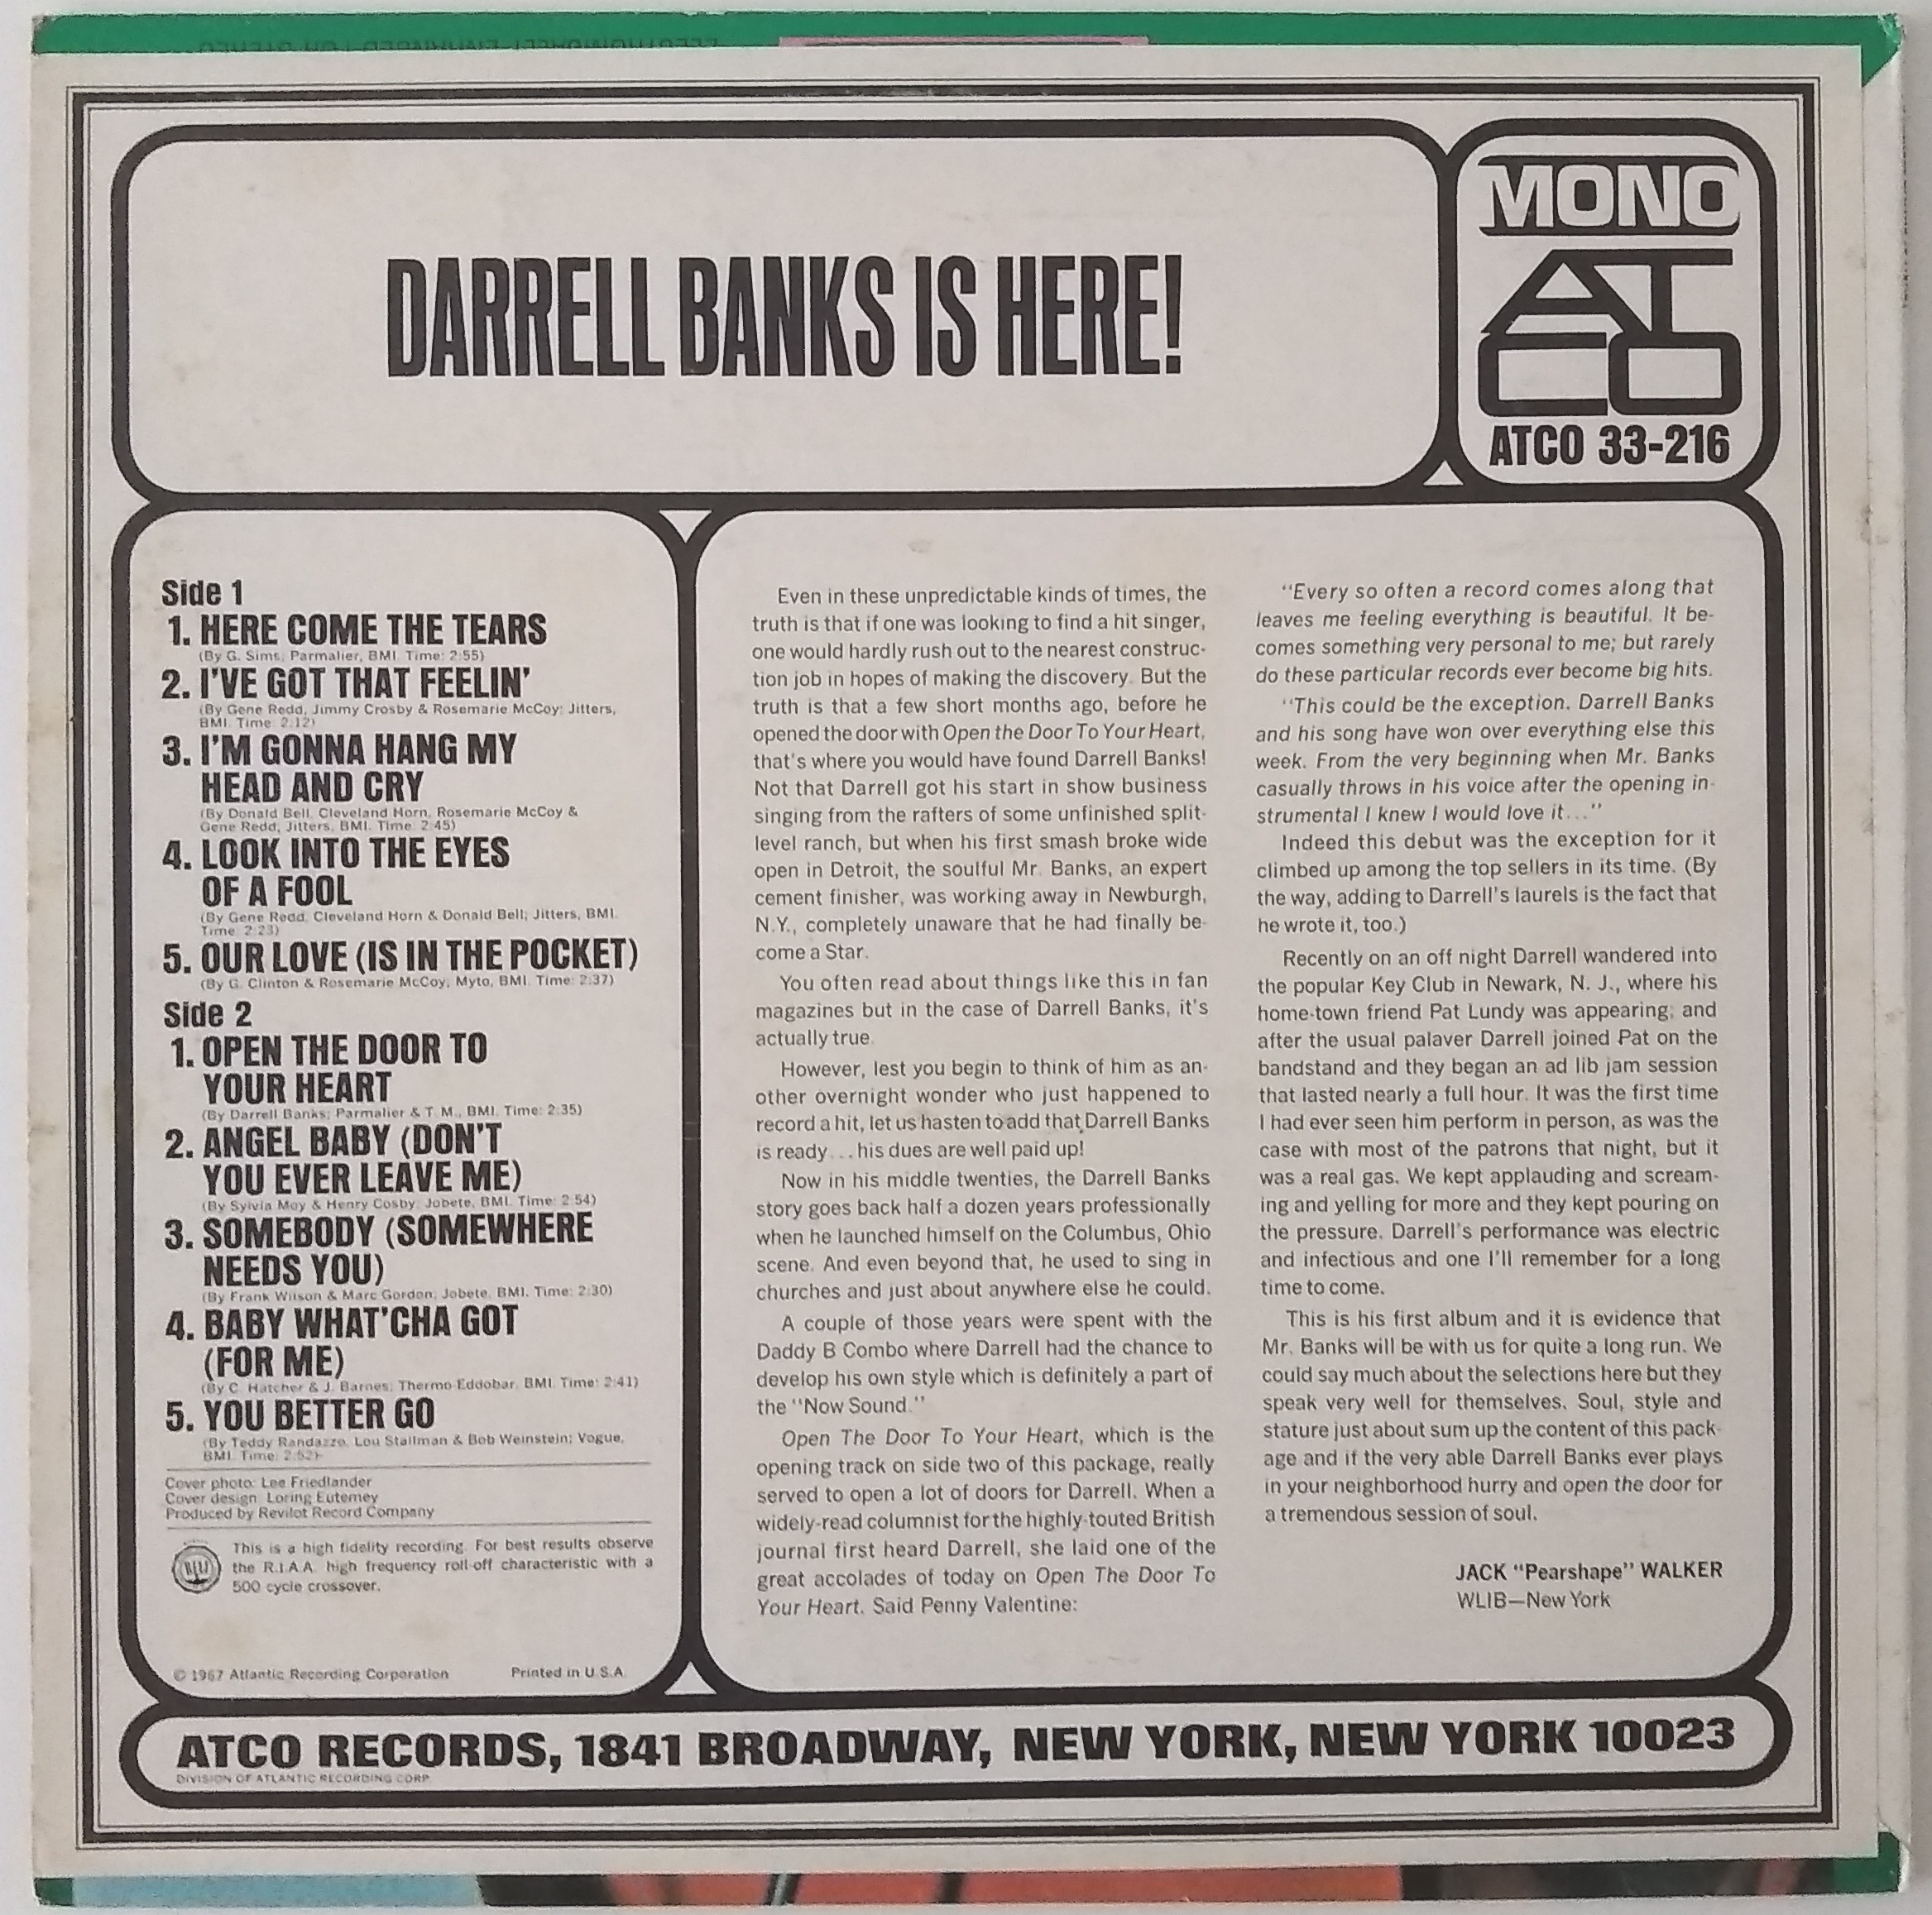 DARRELL BANKS IS HERE!
MONO
ATCO
ATCO 33-216
Side 1
1. HERE COME THE TEARS
(By G. Sims; Parmalier, BMI. Time: 2:55)
2. I'VE GOT THAT FEELIN'
(By Gene Redd, Jimmy Crosby & Rosemarie McCoy; Jitters,
BMI. Time: 2:12)
3. I'M GONNA HANG MY
HEAD AND CRY
(By Donald Bell, Cleveland Horn, Rosemarie McCoy &
Gene Redd; Jitters, BMI. Time: 2:45)
4. LOOK INTO THE EYES
OF A FOOL
(By Gene Redd, Cleveland Horn & Donald Bell; Jitters, BMI.
Time: 2:23)
5. OUR LOVE (IS IN THE POCKET)
(By G. Clinton & Rosemarie McCoy; Myto, BMI. Time: 2:37)
Side 2
1. OPEN THE DOOR TO
YOUR HEART
(By Darrell Banks; Parmalier & T.M., BMI. Time: 2:35)
2. ANGEL BABY (DON'T
YOU EVER LEAVE ME)
(By Sylvia Moy & Henry Cosby; Jobete, BMI. Time: 2:54)
3. SOMEBODY (SOMEWHERE
NEEDS YOU)
(By Frank Wilson & Marc Gordon; Jobete, BMI. Time: 2:30)
4. BABY WHAT'CHA GOT
(FOR ME)
(By C. Hatcher & J. Barnes; Thermo-Eddobar, BMI. Time: 2:41)
5. YOU BETTER GO
(By Teddy Randazzo, Lou Stallman & Bob Weinstein; Vogue,
BMI. Time: 2:52)
Cover photo: Lee Friedlander
Cover design: Loring Eutemey
Produced by Revilot Record Company
This is a high fidelity recording. For best results observe
the R.I.A.A. high frequency roll-off characteristic with a
500 cycle crossover.
© 1967 Atlantic Recording Corporation Printed in U.S.A.
Even in these unpredictable kinds of times, the
truth is that if one was looking to find a hit singer,
one would hardly rush out to the nearest construc-
tion job in hopes of making the discovery. But the
truth is that a few short months ago, before he
opened the door with Open the Door To Your Heart,
that's where you would have found Darrell Banks!
Not that Darrell got his start in show business
singing from the rafters of some unfinished split-
level ranch, but when his first smash broke wide
open in Detroit, the soulful Mr. Banks, an expert
cement finisher, was working away in Newburgh,
N.Y., completely unaware that he had finally be-
come a Star.
You often read about things like this in fan
magazines but in the case of Darrell Banks, it's
actually true.
However, lest you begin to think of him as an-
other overnight wonder who just happened to
record a hit, let us hasten to add that Darrell Banks
is ready...his dues are well paid up!
Now in his middle twenties, the Darrell Banks
story goes back half a dozen years professionally
when he launched himself on the Columbus, Ohio
scene. And even beyond that, he used to sing in
churches and just about anywhere else he could.
A couple of those years were spent with the
Daddy B Combo where Darrell had the chance to
develop his own style which is definitely a part of
the "Now Sound."
Open The Door To Your Heart, which is the
opening track on side two of this package, really
served to open a lot of doors for Darrell. When a
widely-read columnist for the highly-touted British
journal first heard Darrell, she laid one of the
great accolades of today on Open The Door To
Your Heart. Said Penny Valentine:
"Every so often a record comes along that
leaves me feeling everything is beautiful. It be-
comes something very personal to me; but rarely
do these particular records ever become big hits.
"This could be the exception. Darrell Banks
and his song have won over everything else this
week. From the very beginning when Mr. Banks
casually throws in his voice after the opening in-
strumental I knew I would love it..."
Indeed this debut was the exception for it
climbed up among the top sellers in its time. (By
the way, adding to Darrell's laurels is the fact that
he wrote it, too.)
Recently on an off night Darrell wandered into
the popular Key Club in Newark, N. J., where his
home-town friend Pat Lundy was appearing; and
after the usual palaver Darrell joined Pat on the
bandstand and they began an ad lib jam session
that lasted nearly a full hour. It was the first time
I had ever seen him perform in person, as was the
case with most of the patrons that night, but it
was a real gas. We kept applauding and scream-
ing and yelling for more and they kept pouring on
the pressure. Darrell's performance was electric
and infectious and one I'll remember for a long
time to come.
This is his first album and it is evidence that
Mr. Banks will be with us for quite a long run. We
could say much about the selections here but they
speak very well for themselves. Soul, style and
stature just about sum up the content of this pack-
age and if the very able Darrell Banks ever plays
in your neighborhood hurry and open the door for
a tremendous session of soul.
JACK "Pearshape" WALKER
WLIB—New York
ATCO RECORDS, 1841 BROADWAY, NEW YORK, NEW YORK 10023
DIVISION OF ATLANTIC RECORDING CORP.